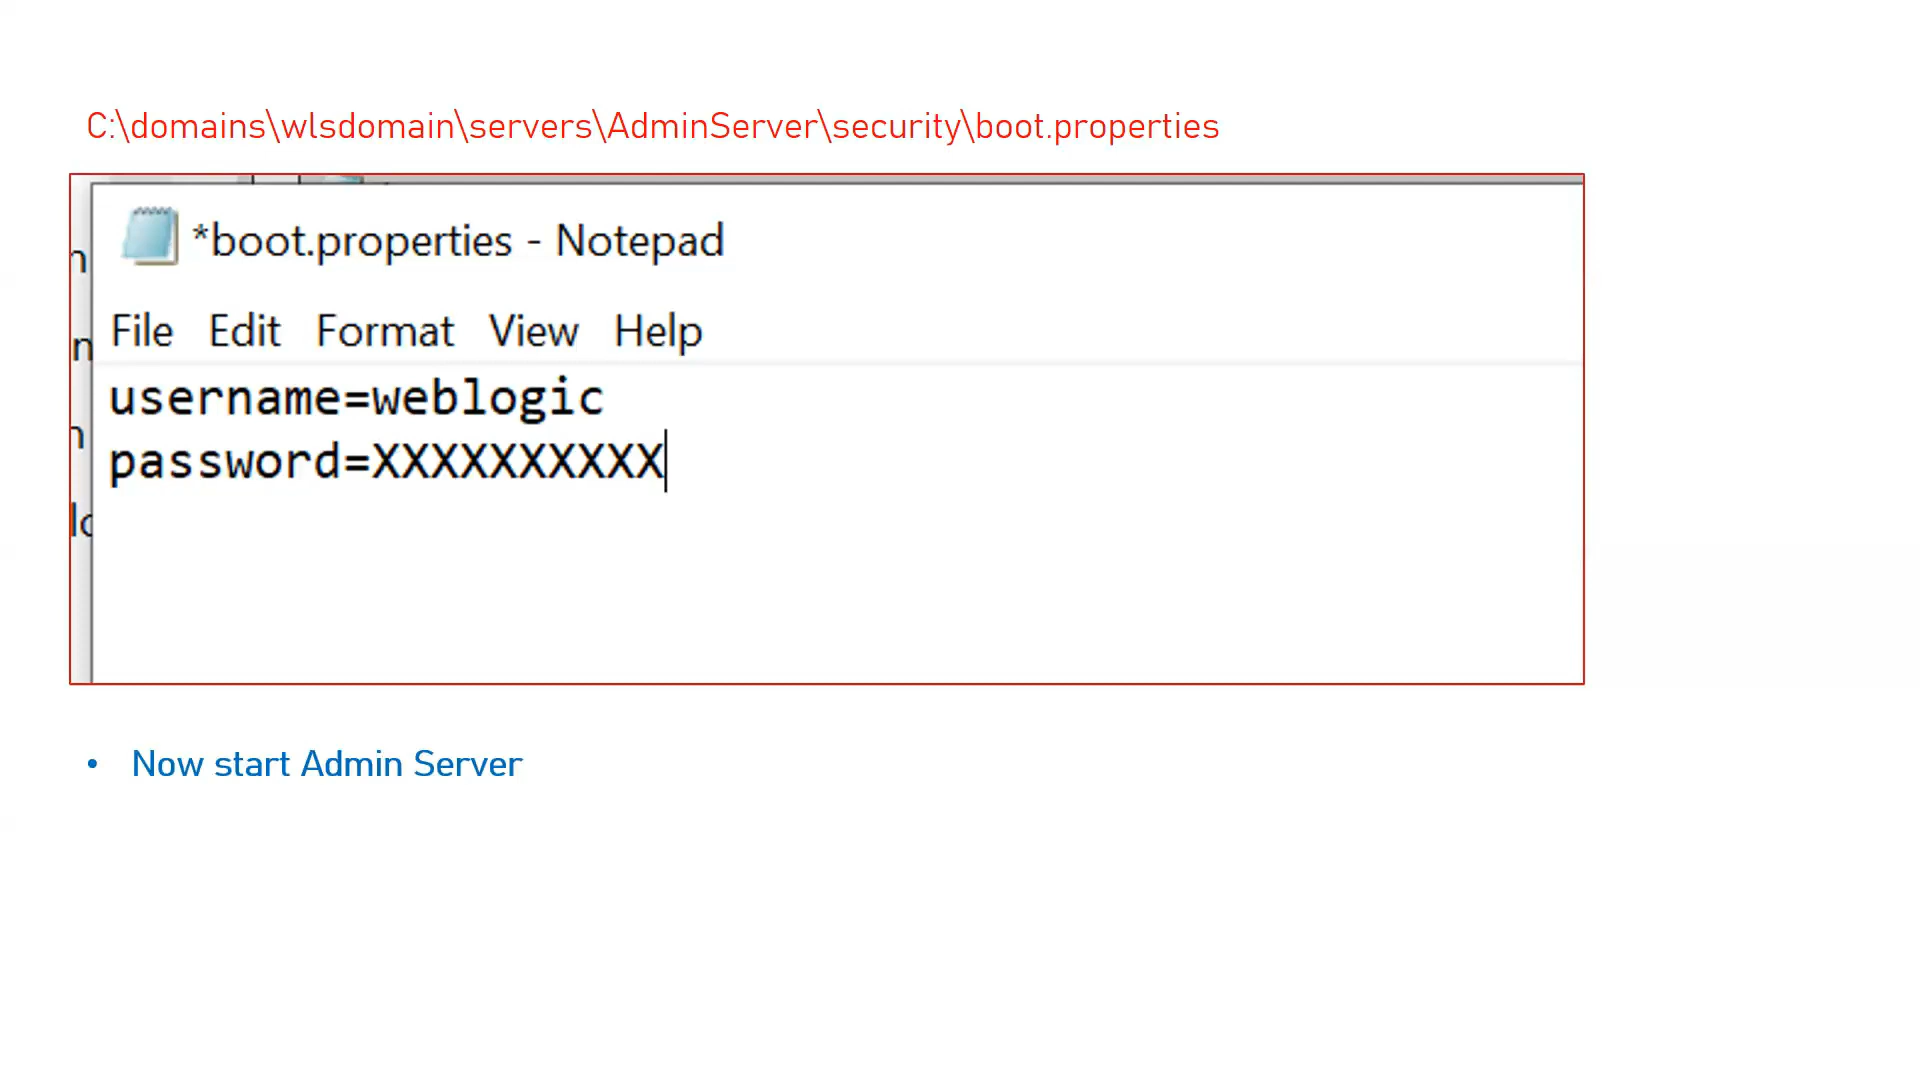 C:\domains\wlsdomain\servers\AdminServer\security\boot.properties
*boot.properties - Notepad
File Edit Format View Help
username=weblogic
password=XXXXXXXXXX
• Now start Admin Server